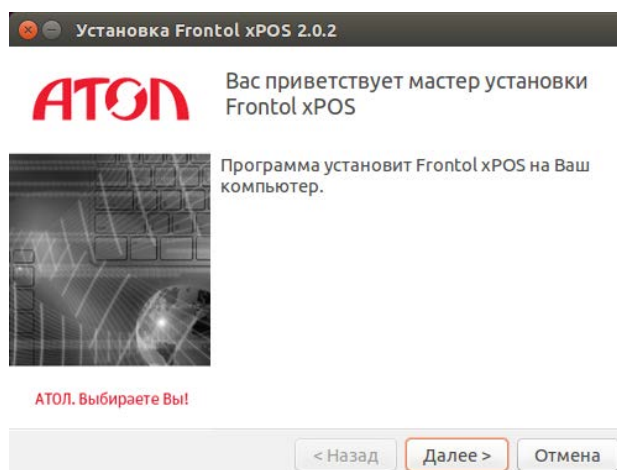 Установка Frontol xPOS 2.0.2
АТОЛ
Вас приветствует мастер установки
Frontol xPOS
Программа установит Frontol xPOS на Ваш
компьютер.
АТОЛ. Выбираете Вы!
< Назад
Далее >
Отмена